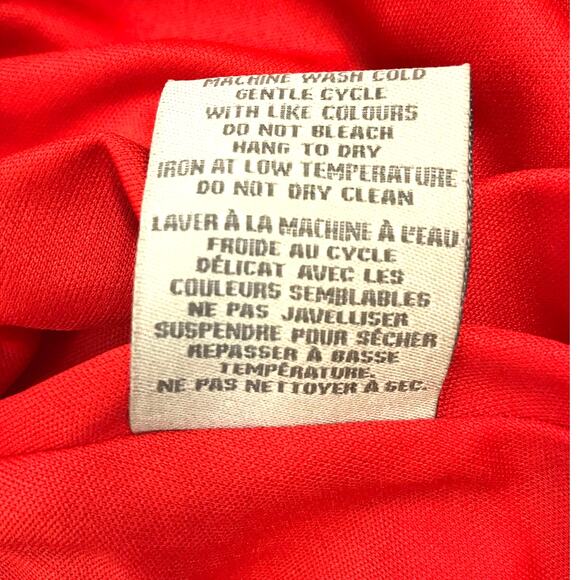 MACHINE WASH COLD
GENTLE CYCLE
WITH LIKE COLOURS
DO NOT BLEACH
HANG TO DRY
IRON AT LOW TEMPERATURE
DO NOT DRY CLEAN
LAVER À LA MACHINE À L'EAU
FROIDE AU CYCLE
DÉLICAT AVEC LES
COULEURS SEMBLABLES
NE PAS JAVELLISER
SUSPENDRE POUR SÉCHER
REPASSER À BASSE
TEMPÉRATURE.
NE PAS NETTOYER À SEC.